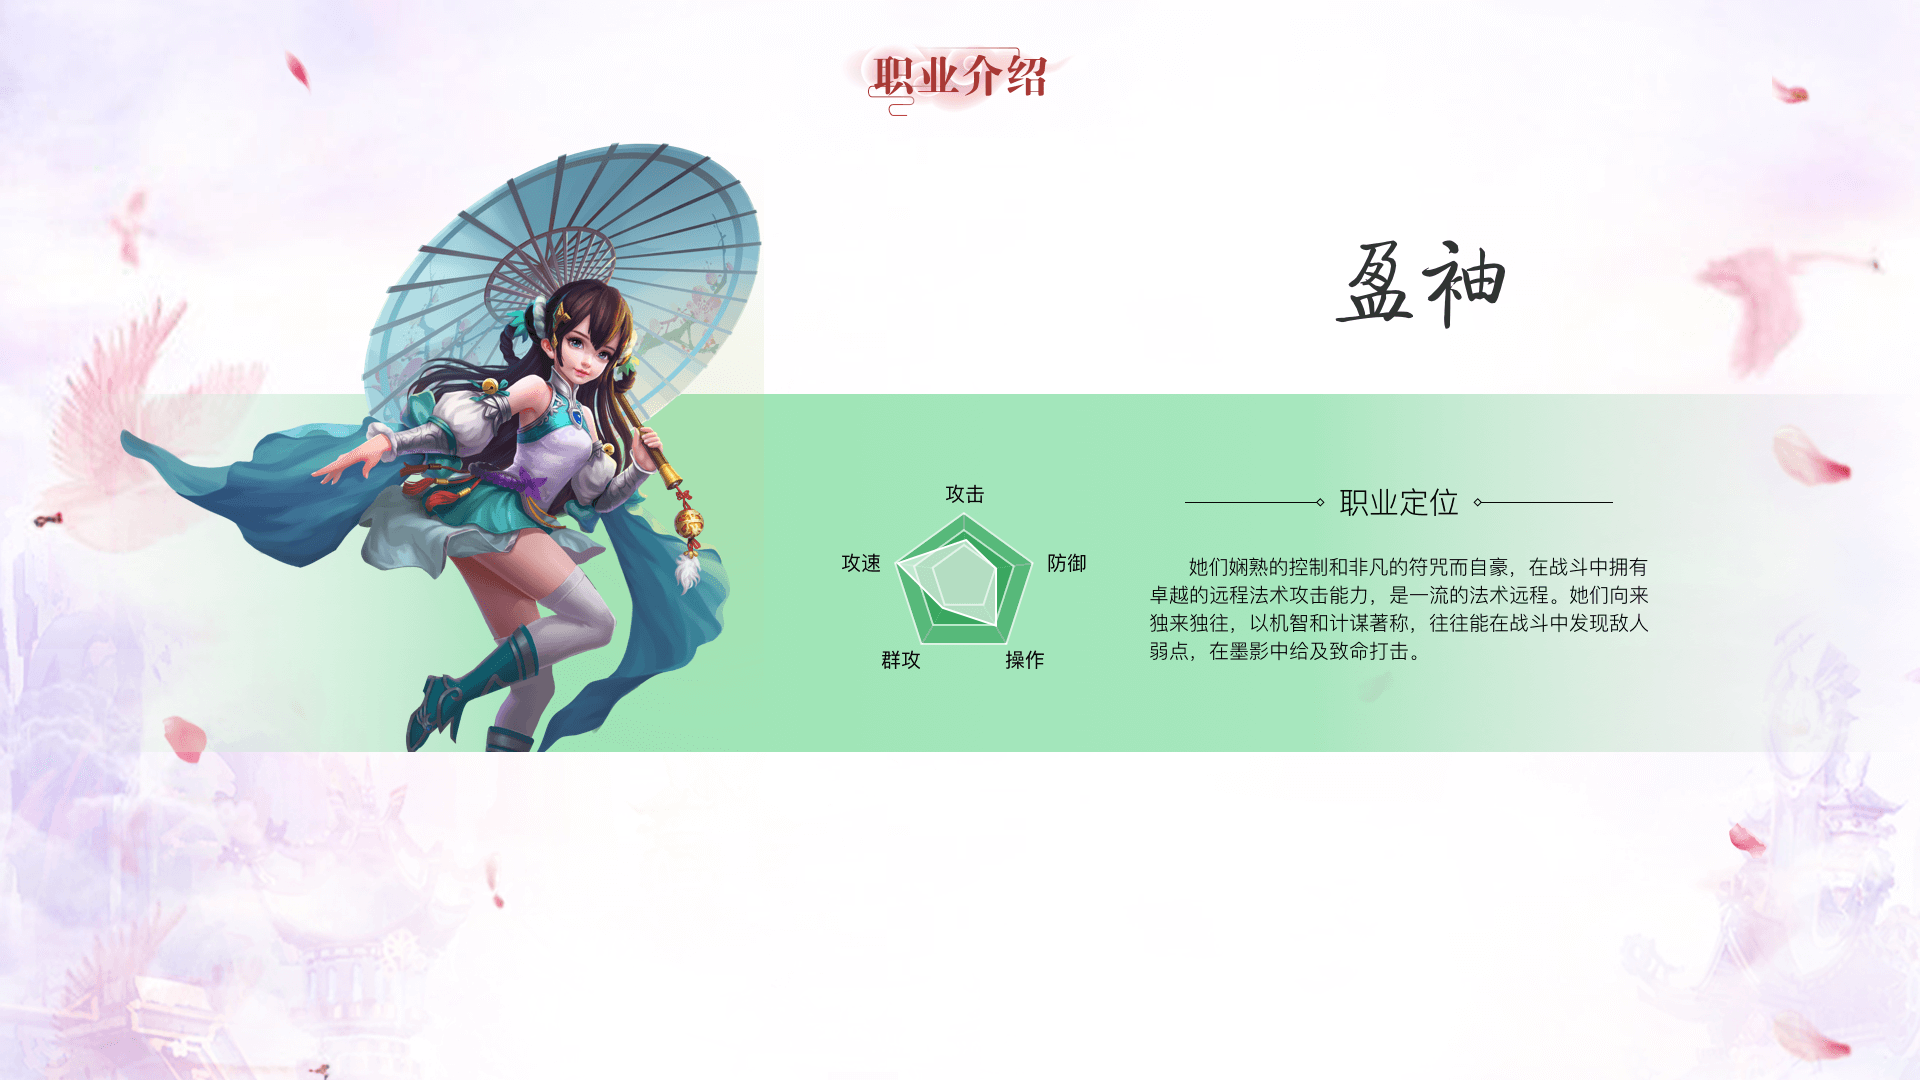 职业介绍
盈袖
攻击
攻速
防御
群攻
操作
职业定位
她们娴熟的控制和非凡的符咒而自豪，在战斗中拥有
卓越的远程法术攻击能力，是一流的法术远程。她们向来
独来独往，以机智和计谋著称，往往能在战斗中发现敌人
弱点，在墨影中给及致命打击。